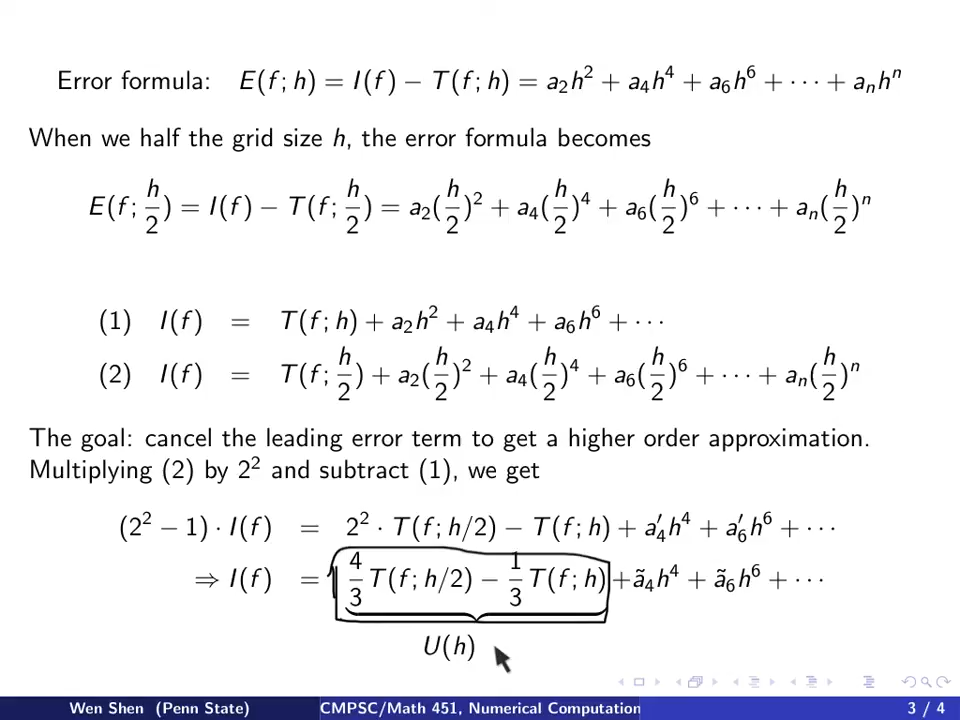 Error formula: E(f; h) = I(f) − T(f; h) = a₂h² + a₄h⁴ + a₆h⁶ + ··· + aₙhⁿ
When we half the grid size h, the error formula becomes
E(f; h/2) = I(f) − T(f; h/2) = a₂(h/2)² + a₄(h/2)⁴ + a₆(h/2)⁶ + ··· + aₙ(h/2)ⁿ
(1) I(f) = T(f; h) + a₂h² + a₄h⁴ + a₆h⁶ + ···
(2) I(f) = T(f; h/2) + a₂(h/2)² + a₄(h/2)⁴ + a₆(h/2)⁶ + ··· + aₙ(h/2)ⁿ
The goal: cancel the leading error term to get a higher order approximation.
Multiplying (2) by 2² and subtract (1), we get
(2² − 1) · I(f) = 2² · T(f; h/2) − T(f; h) + a′₄h⁴ + a′₆h⁶ + ···
⇒ I(f) = 4/3 T(f; h/2) − 1/3 T(f; h) + ã₄h⁴ + ã₆h⁶ + ···
U(h)
Wen Shen (Penn State) CMPSC/Math 451, Numerical Computation 3 / 4